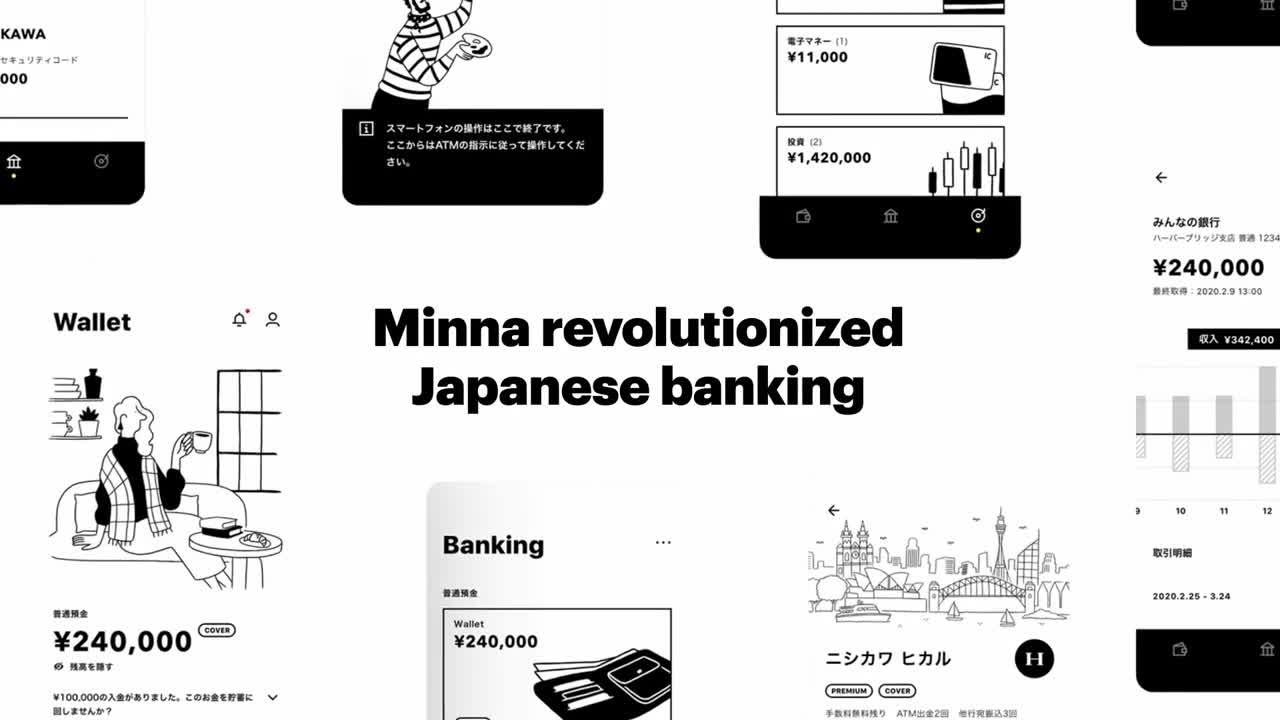 KAWA
セキュリティコード
000
スマートフォンの操作はここで終了です。
ここからはATMの指示に従って操作してくだ
さい。
電子マネー (1)
¥11,000
IC
投資 (2)
¥1,420,000
みんなの銀行
ハーバーブリッジ支店 普通 1234
¥240,000
最終取得：2020.2.9 13:00
収入 ¥342,400
9 10 11 12
取引明細
2020.2.25 - 3.24
Minna revolutionized
Japanese banking
Wallet
普通預金
¥240,000 COVER
残高を隠す
¥100,000の入金がありました。このお金を貯蓄に
回しませんか？
Banking
普通預金
Wallet
¥240,000
ニシカワ ヒカル
H
PREMIUM COVER
手数料無料残り ATM出金2回 他行宛振込3回